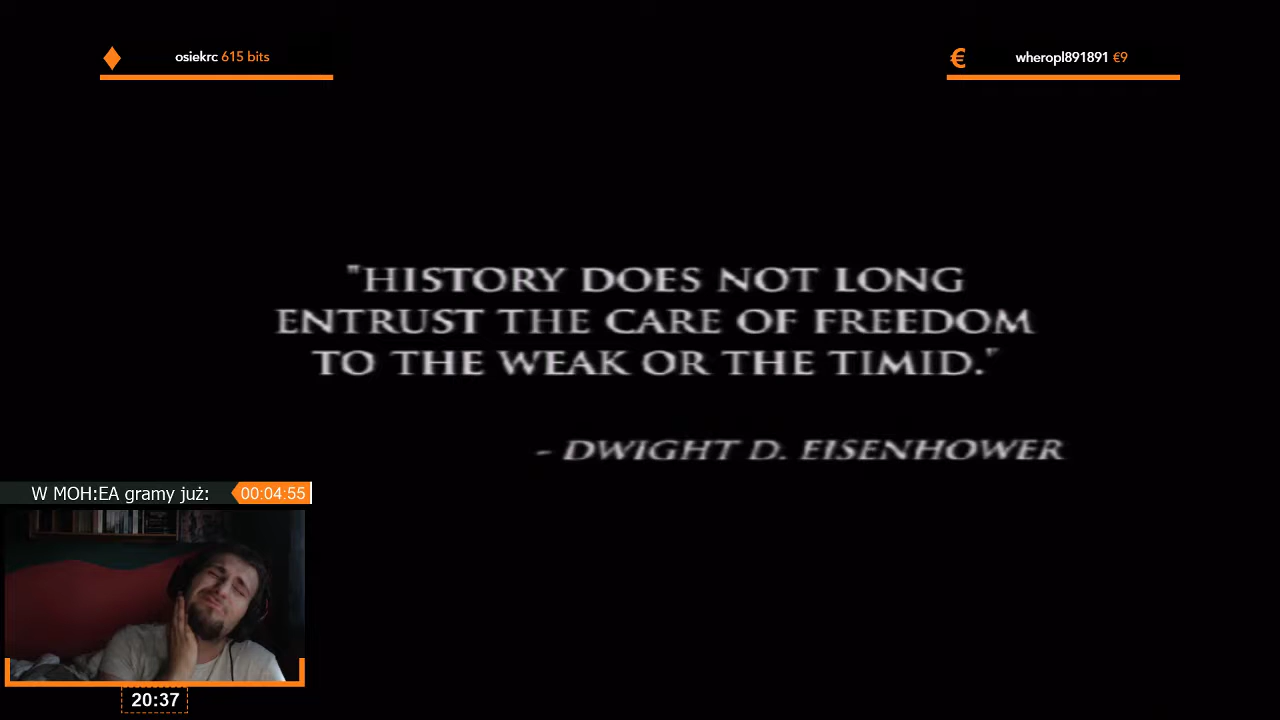 osiekrc 615 bits
€ wheropl891891 €9
"HISTORY DOES NOT LONG
ENTRUST THE CARE OF FREEDOM
TO THE WEAK OR THE TIMID."
- DWIGHT D. EISENHOWER
W MOH:EA gramy już: 00:04:55
20:37